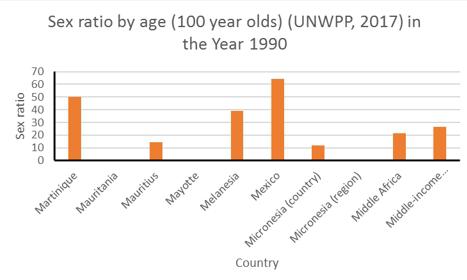 Sex ratio by age (100 year olds) (UNWPP, 2017) in
the Year 1990
Sex ratio
70
60
50
40
30
20
10
0
Martinique
Mauritania
Mauritius
Mayotte
Melanesia
Mexico
Micronesia (country)
Micronesia (region)
Middle Africa
Middle-income...
Country